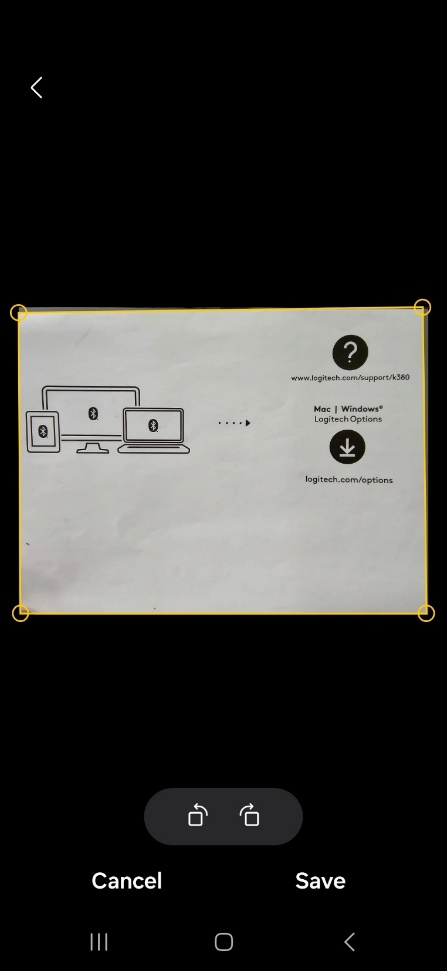 ?
www.logitech.com/support/k380
Mac | Windows®
Logitech Options
logitech.com/options
Cancel
Save